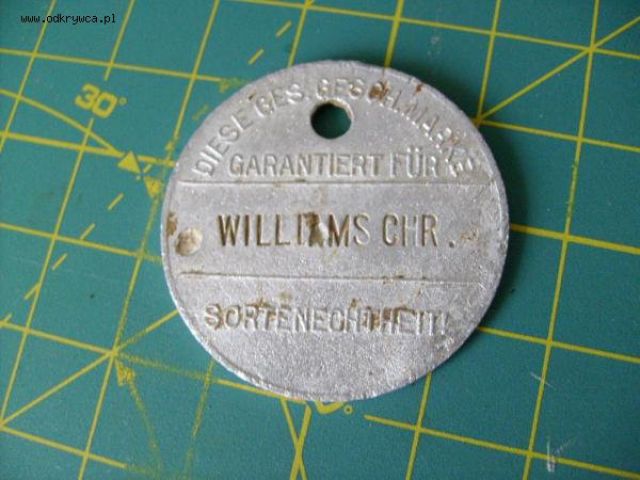 www.odkrywca.pl
30°
DIESE GES. GESCH. MARKE
GARANTIERT FÜR
WILLIAMS CHR.
SORTENECHTHEIT!